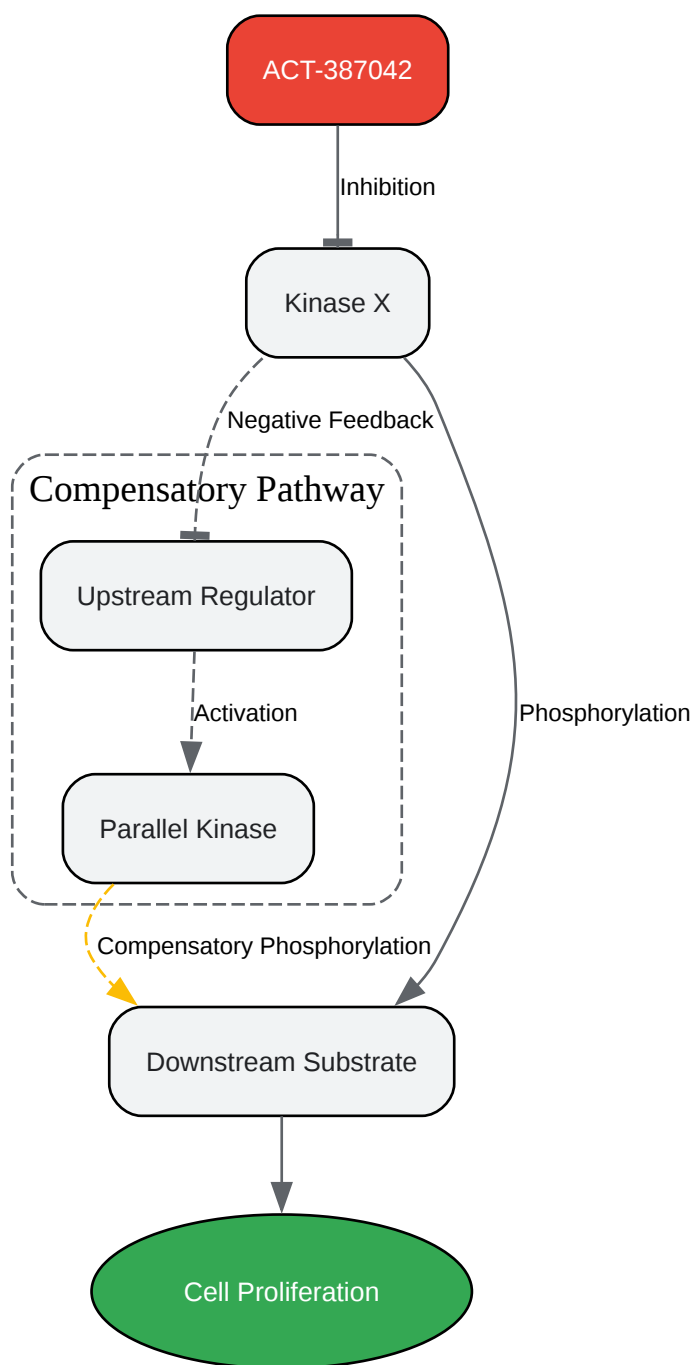 ACT-387042
Inhibition
Kinase X
Negative Feedback
Compensatory Pathway
Upstream Regulator
Activation
Phosphorylation
Parallel Kinase
Compensatory Phosphorylation
Downstream Substrate
Cell Proliferation